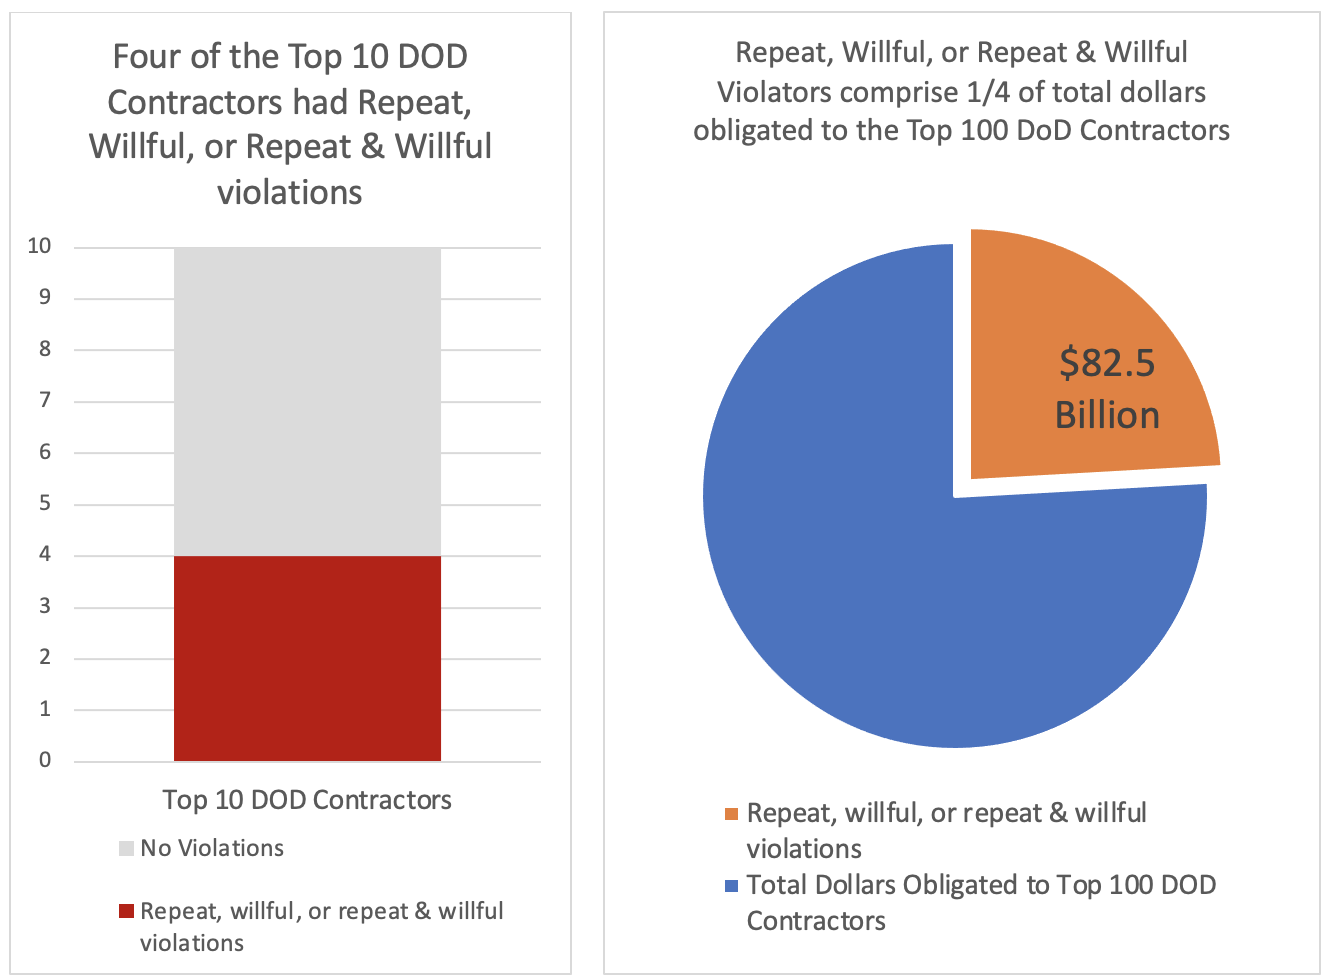 Four of the Top 10 DOD
Contractors had Repeat,
Willful, or Repeat & Willful
violations
10
9
8
7
6
5
4
3
2
1
0
Top 10 DOD Contractors
No Violations
Repeat, willful, or repeat & willful
violations
Repeat, Willful, or Repeat & Willful
Violators comprise 1/4 of total dollars
obligated to the Top 100 DoD Contractors
$82.5
Billion
Repeat, willful, or repeat & willful
violations
Total Dollars Obligated to Top 100 DOD
Contractors